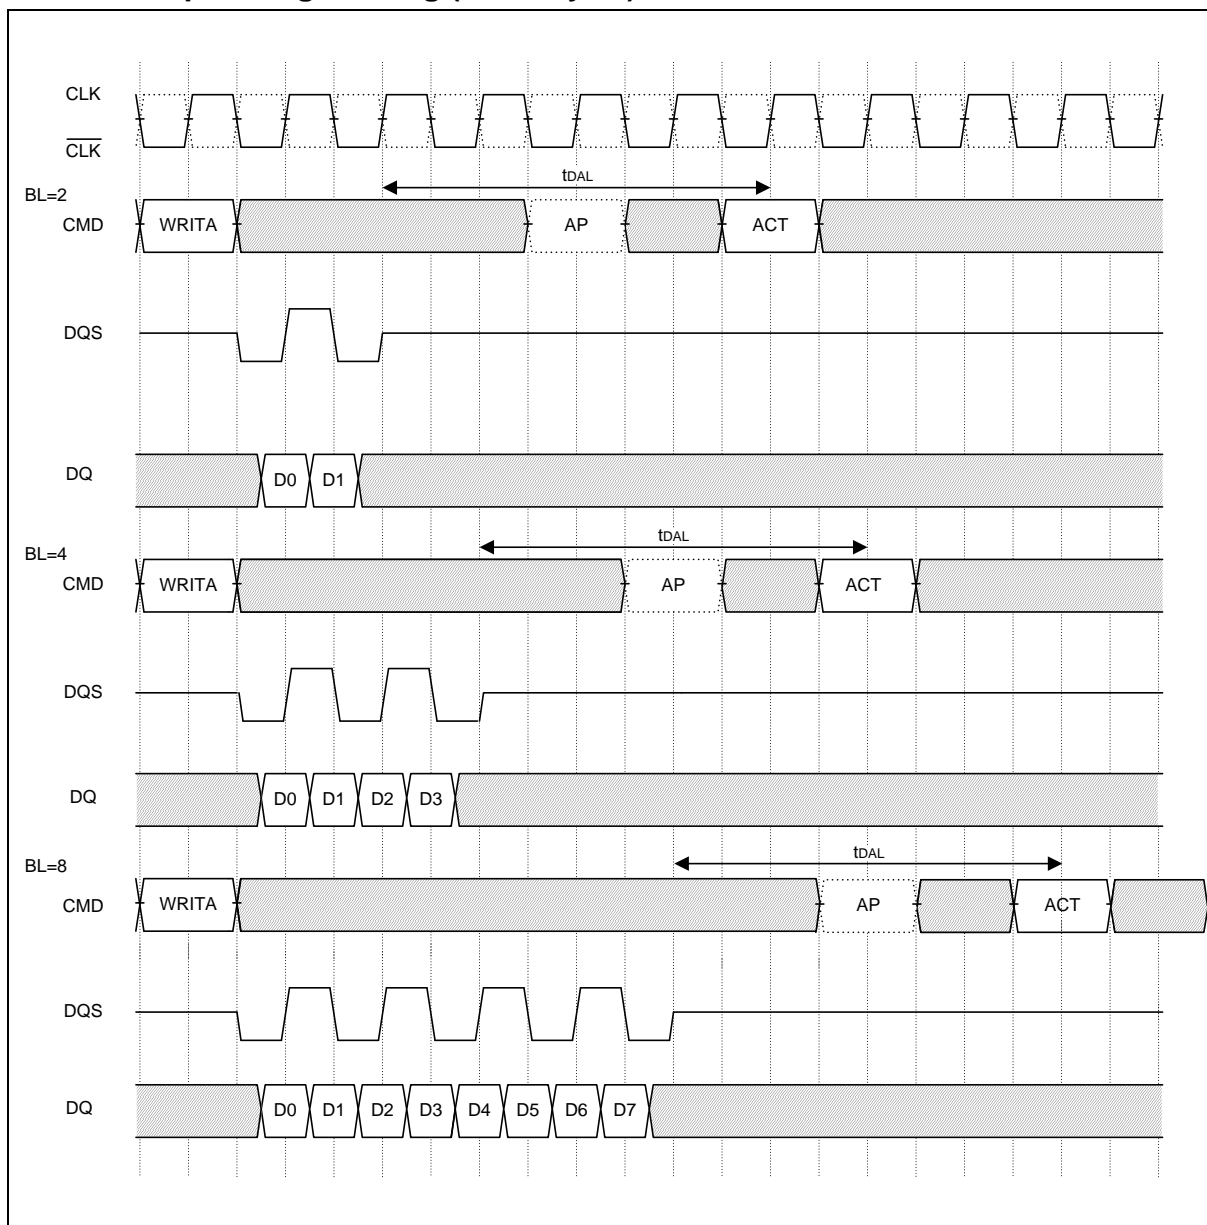 CLK
CLK
tDAL
BL=2
CMD WRITA AP ACT
DQS
DQ D0 D1
tDAL
BL=4
CMD WRITA AP ACT
DQS
DQ D0 D1 D2 D3
tDAL
BL=8
CMD WRITA AP ACT
DQS
DQ D0 D1 D2 D3 D4 D5 D6 D7